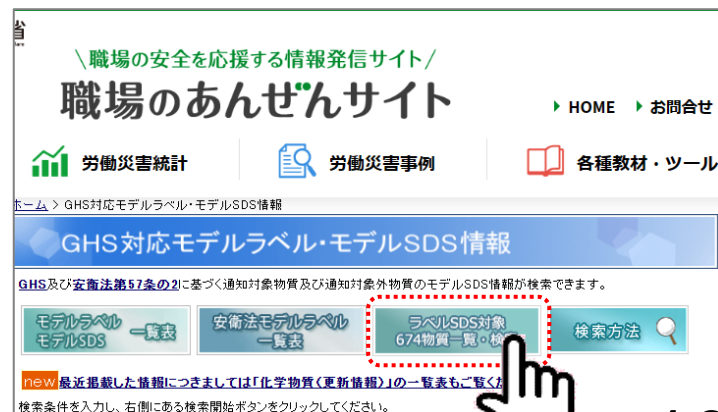 省
\職場の安全を応援する情報発信サイト/
職場のあんぜんサイト
HOME お問合せ
労働災害統計 労働災害事例 各種教材・ツール
ホーム > GHS対応モデルラベル・モデルSDS情報
GHS対応モデルラベル・モデルSDS情報
GHS及び安衛法第57条の2に基づく通知対象物質及び通知対象外物質のモデルSDS情報が検索できます。
モデルラベル
モデルSDS 一覧表
安衛法モデルラベル
一覧表
ラベルSDS対象
674物質一覧・検
検索方法
new 最近掲載した情報につきましては「化学物質(更新情報)」の一覧表もご覧くだ
検索条件を入力し、右側にある検索開始ボタンをクリックしてください。